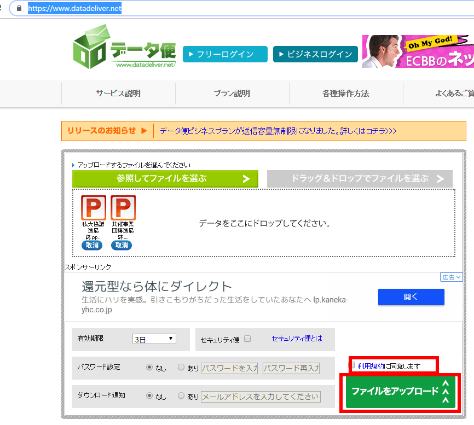 https://www.datadeliver.net
データ便
www.datadeliver.net/
フリーログイン
ビジネスログイン
Oh My God!
ECBBのネッ
サービス説明
プラン説明
各種操作方法
よくある
リリースのお知らせ
データ便ビジネスプランが送信容量無制限になりました。詳しくはコチラ>>>
アップロードするファイルを選んでください
参照してファイルを選ぶ
ドラッグ&ドロップでファイルを選ぶ
データをここにドロップしてください。
取消
取消
スポンサーリンク
広告
還元型なら体にダイレクト
生活にハリを実感。引きこもりがちだった生活をしていたあなたへ lp.kaneka-
yhc.co.jp
開く
有効期限
3日
セキュリティ便
セキュリティ便とは
パスワード設定
なし
あり
パスワードを入力
パスワード再入力
利用規約に同意します
ダウンロード通知
なし
あり
メールアドレスを入力してください
ファイルをアップロード